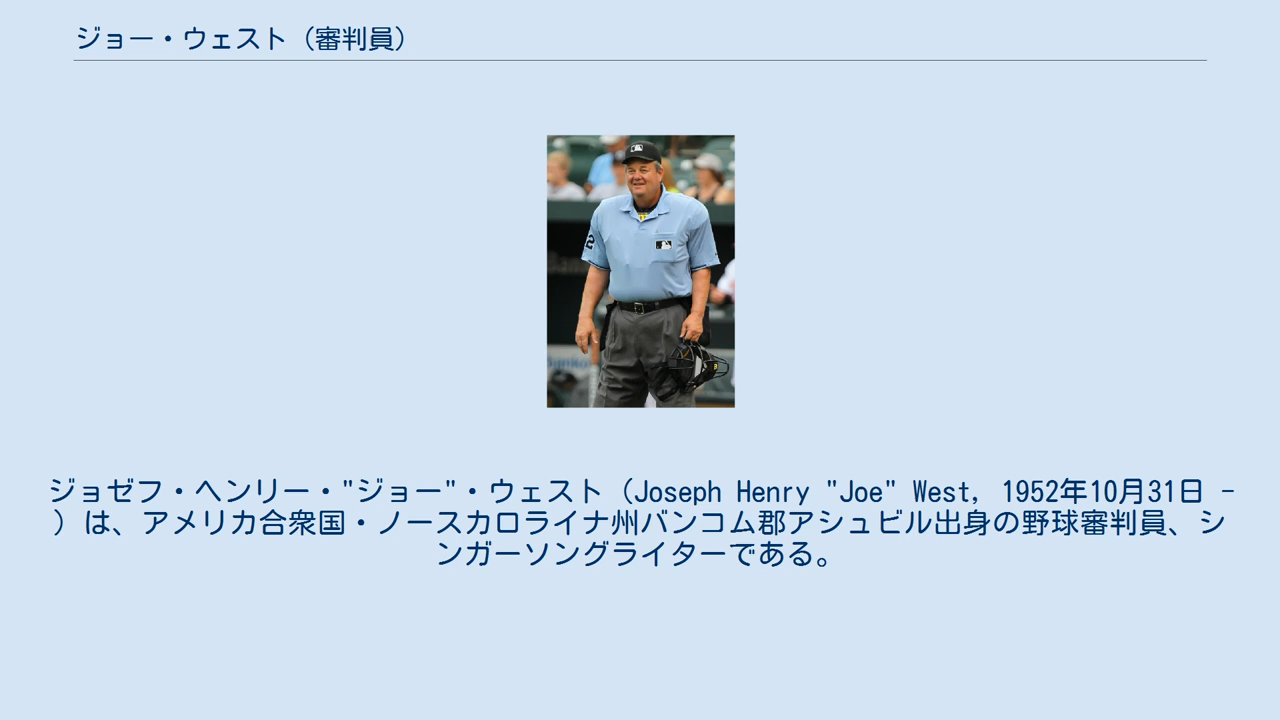 ジョー・ウェスト（審判員）
ジョゼフ・ヘンリー・"ジョー"・ウェスト（Joseph Henry "Joe" West, 1952年10月31日 -
）は、アメリカ合衆国・ノースカロライナ州バンコム郡アシュビル出身の野球審判員、シ
ンガーソングライターである。